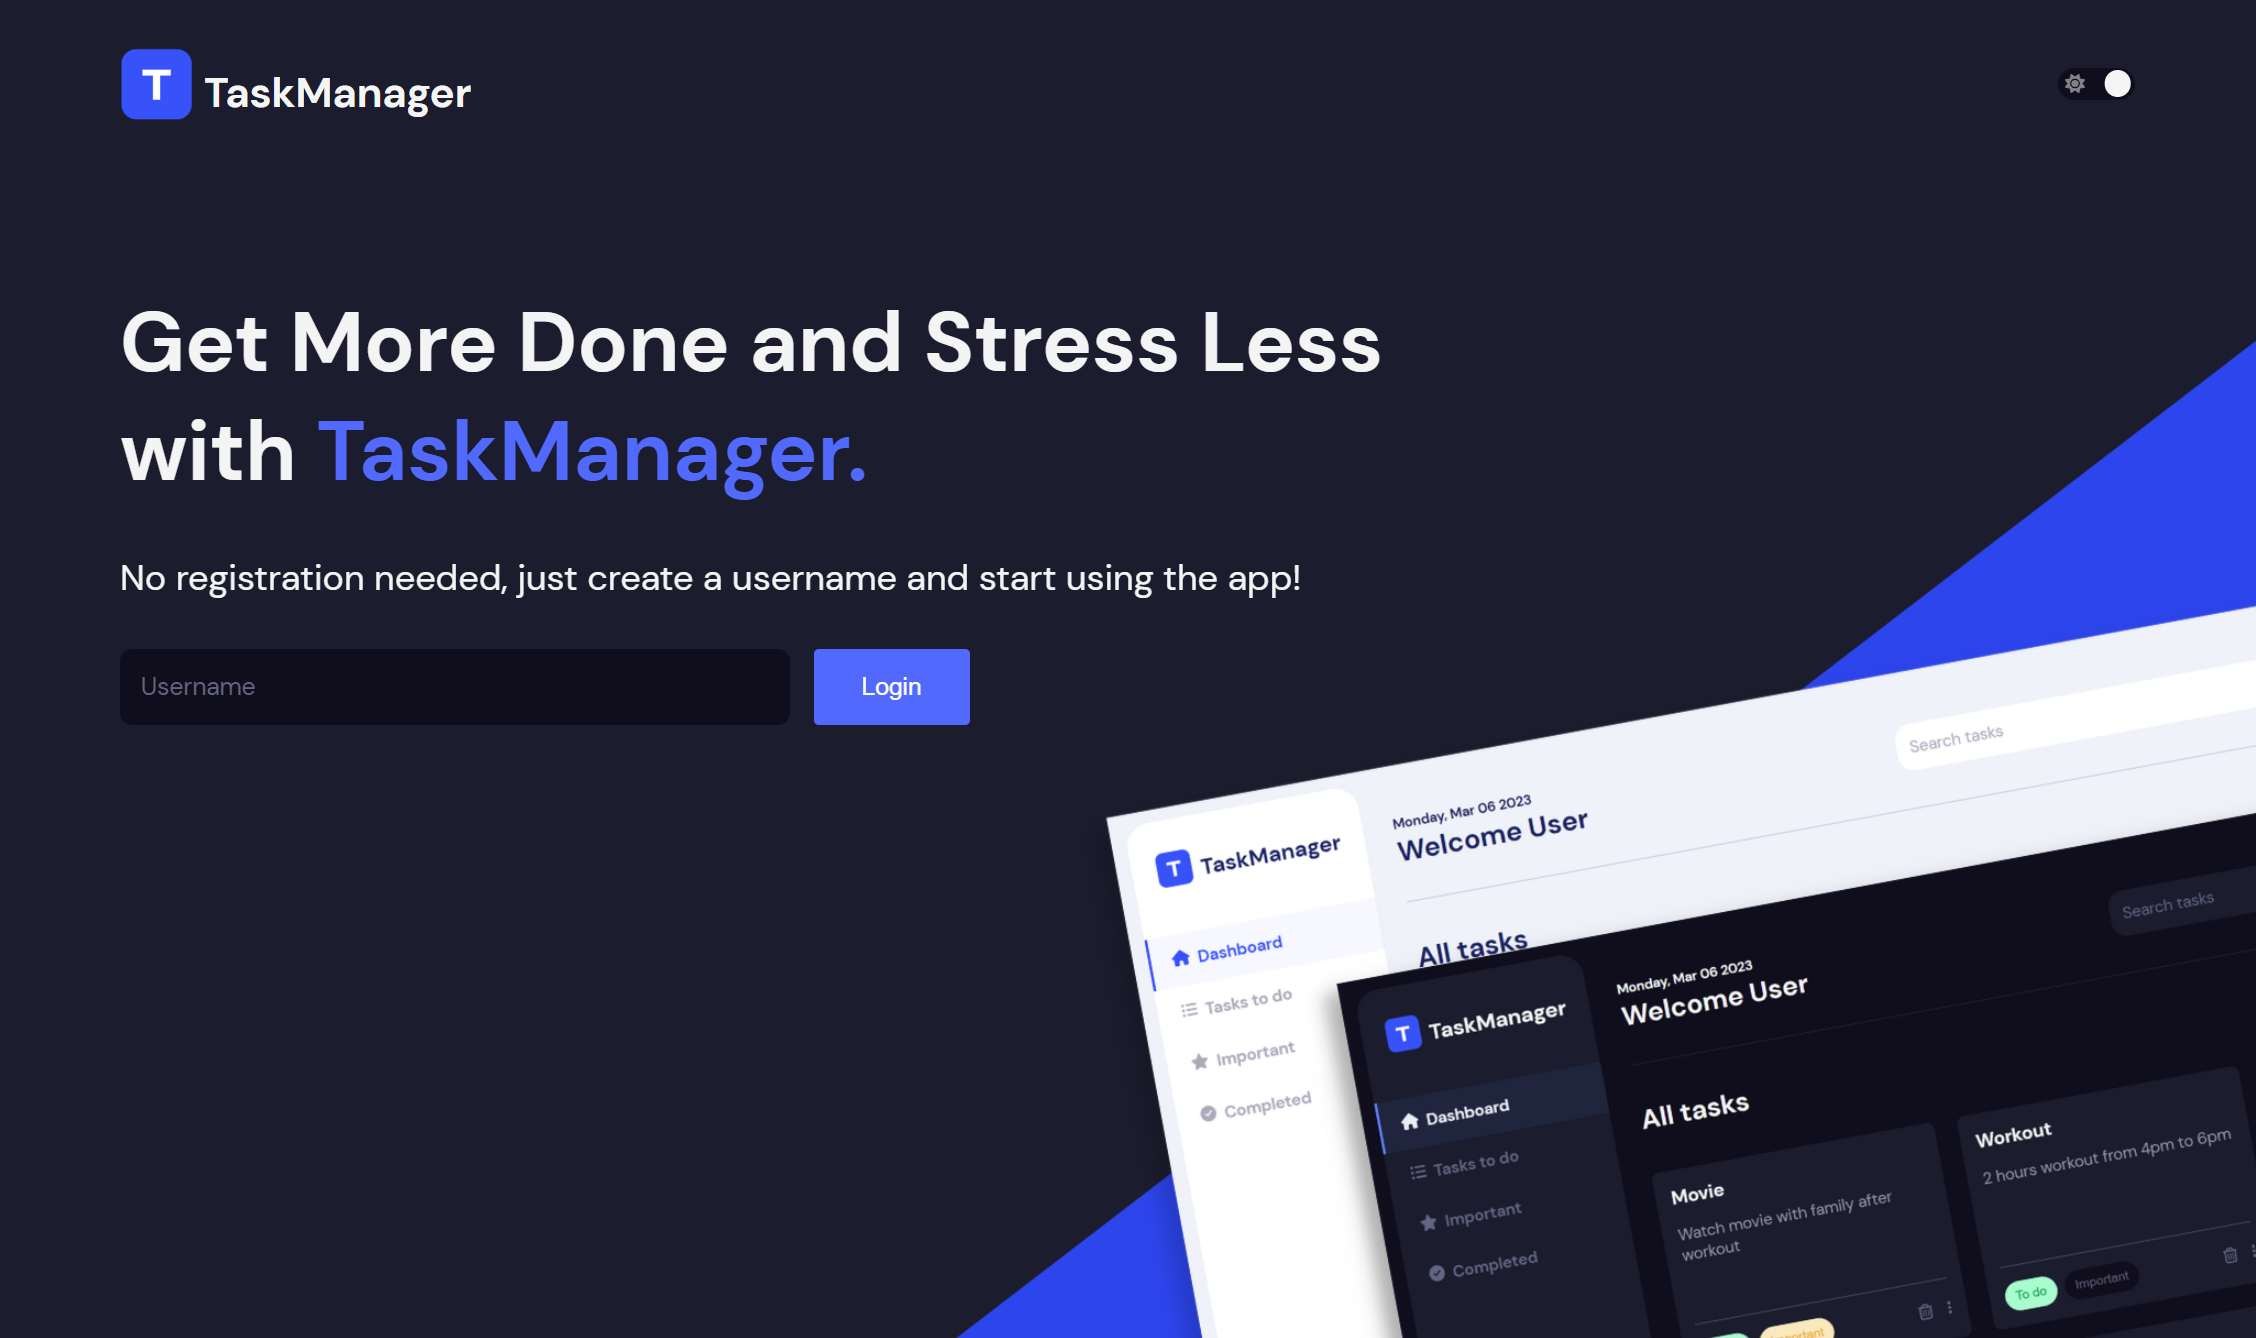 T TaskManager
Get More Done and Stress Less
with TaskManager.
No registration needed, just create a username and start using the app!
Username
Login
Search tasks
Monday, Mar 06 2023
Welcome User
T TaskManager
All tasks
Dashboard
Tasks to do
Important
Completed
Search tasks
Monday, Mar 06 2023
Welcome User
T TaskManager
All tasks
Dashboard
Tasks to do
Important
Completed
Movie
Watch movie with family after
workout
Important
Workout
2 hours workout from 4pm to 6pm
To do
Important